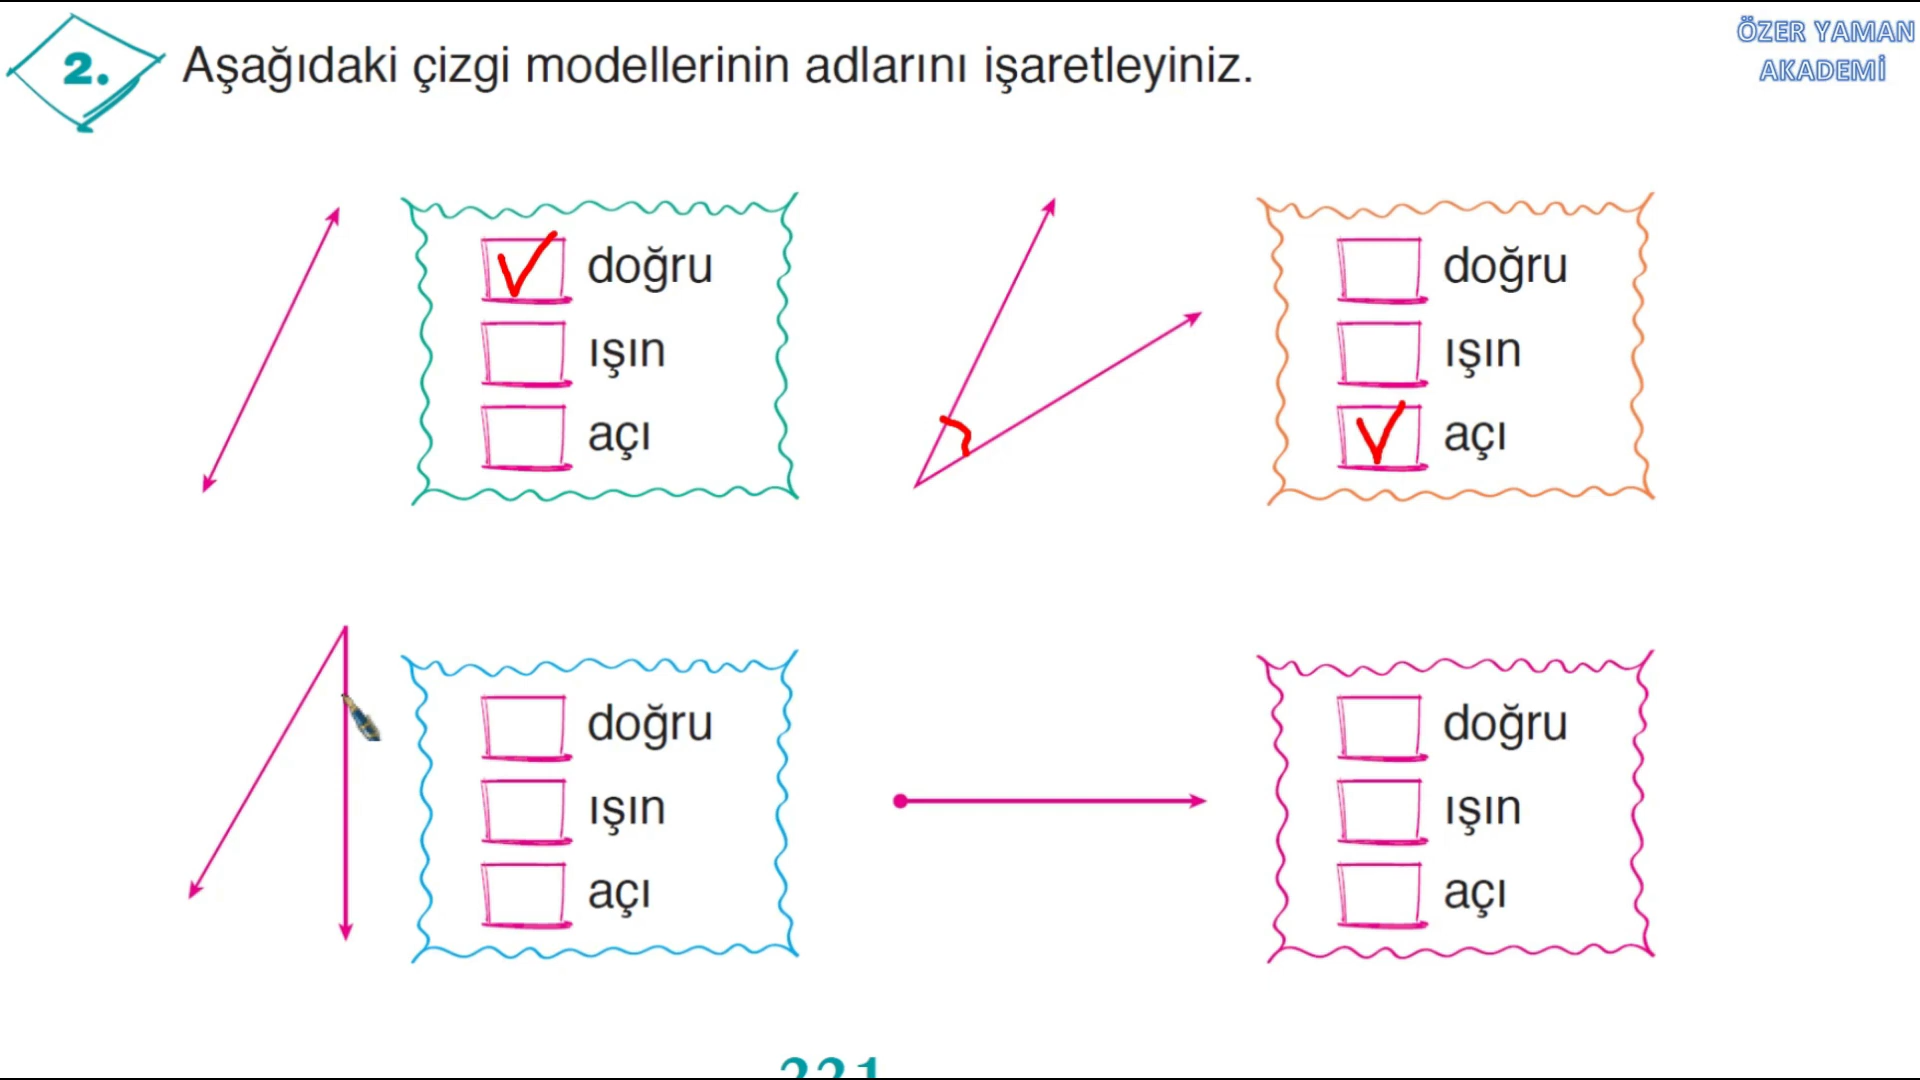 2. Aşağıdaki çizgi modellerinin adlarını işaretleyiniz.
ÖZER YAMAN
AKADEMİ
doğru
ışın
açı
doğru
ışın
açı
doğru
ışın
açı
doğru
ışın
açı